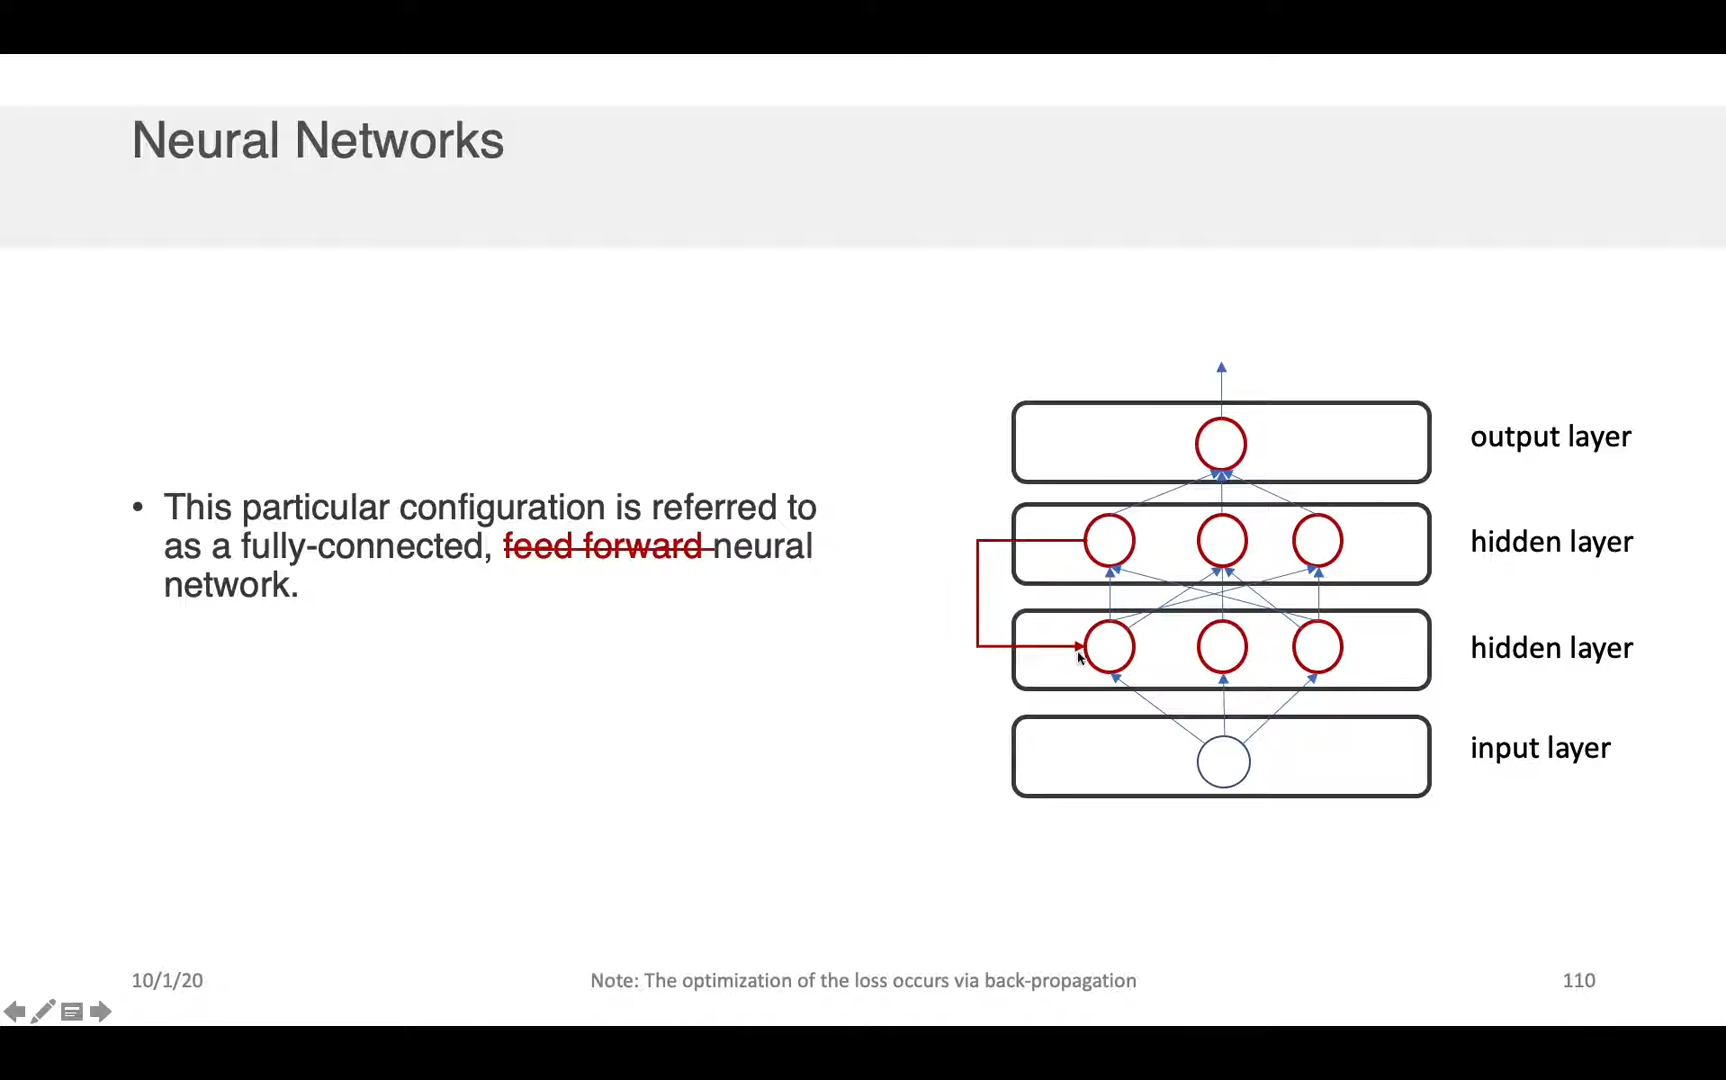 Neural Networks
• This particular configuration is referred to
as a fully-connected, feed forward neural
network.
output layer
hidden layer
hidden layer
input layer
10/1/20
Note: The optimization of the loss occurs via back-propagation
110